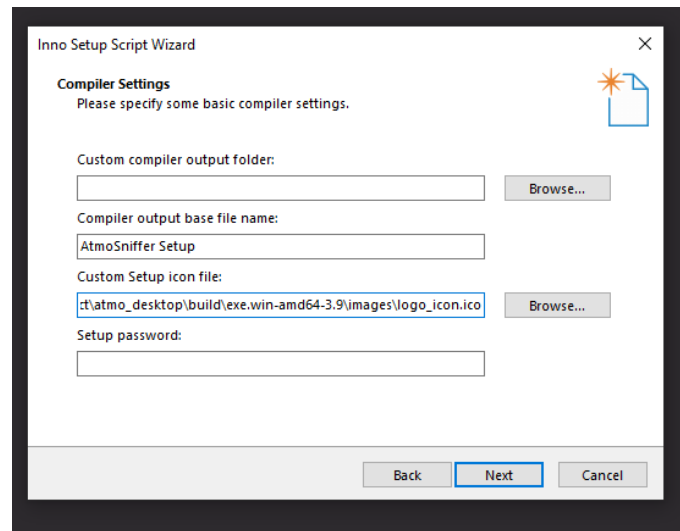 Inno Setup Script Wizard
Compiler Settings
Please specify some basic compiler settings.
Custom compiler output folder:
Browse...
Compiler output base file name:
AtmoSniffer Setup
Custom Setup icon file:
ct\atmo_desktop\build\exe.win-amd64-3.9\images\logo_icon.ico
Browse...
Setup password:
Back Next Cancel